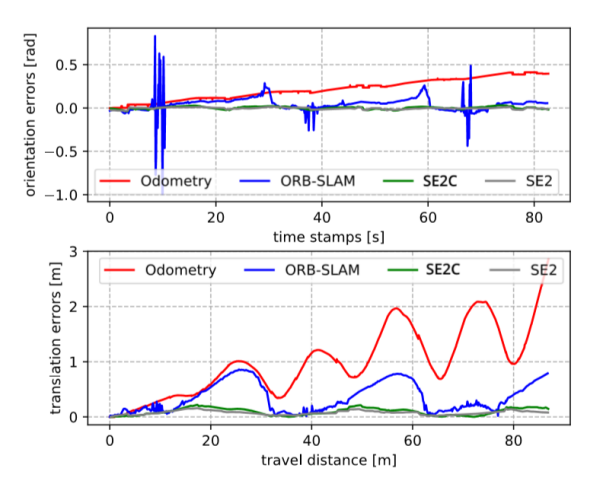 orientation errors [rad]
0.5
0.0
−0.5
−1.0
Odometry ORB-SLAM SE2C SE2
0 20 40 60 80
time stamps [s]
translation errors [m]
3
2
1
0
Odometry ORB-SLAM SE2C SE2
0 20 40 60 80
travel distance [m]